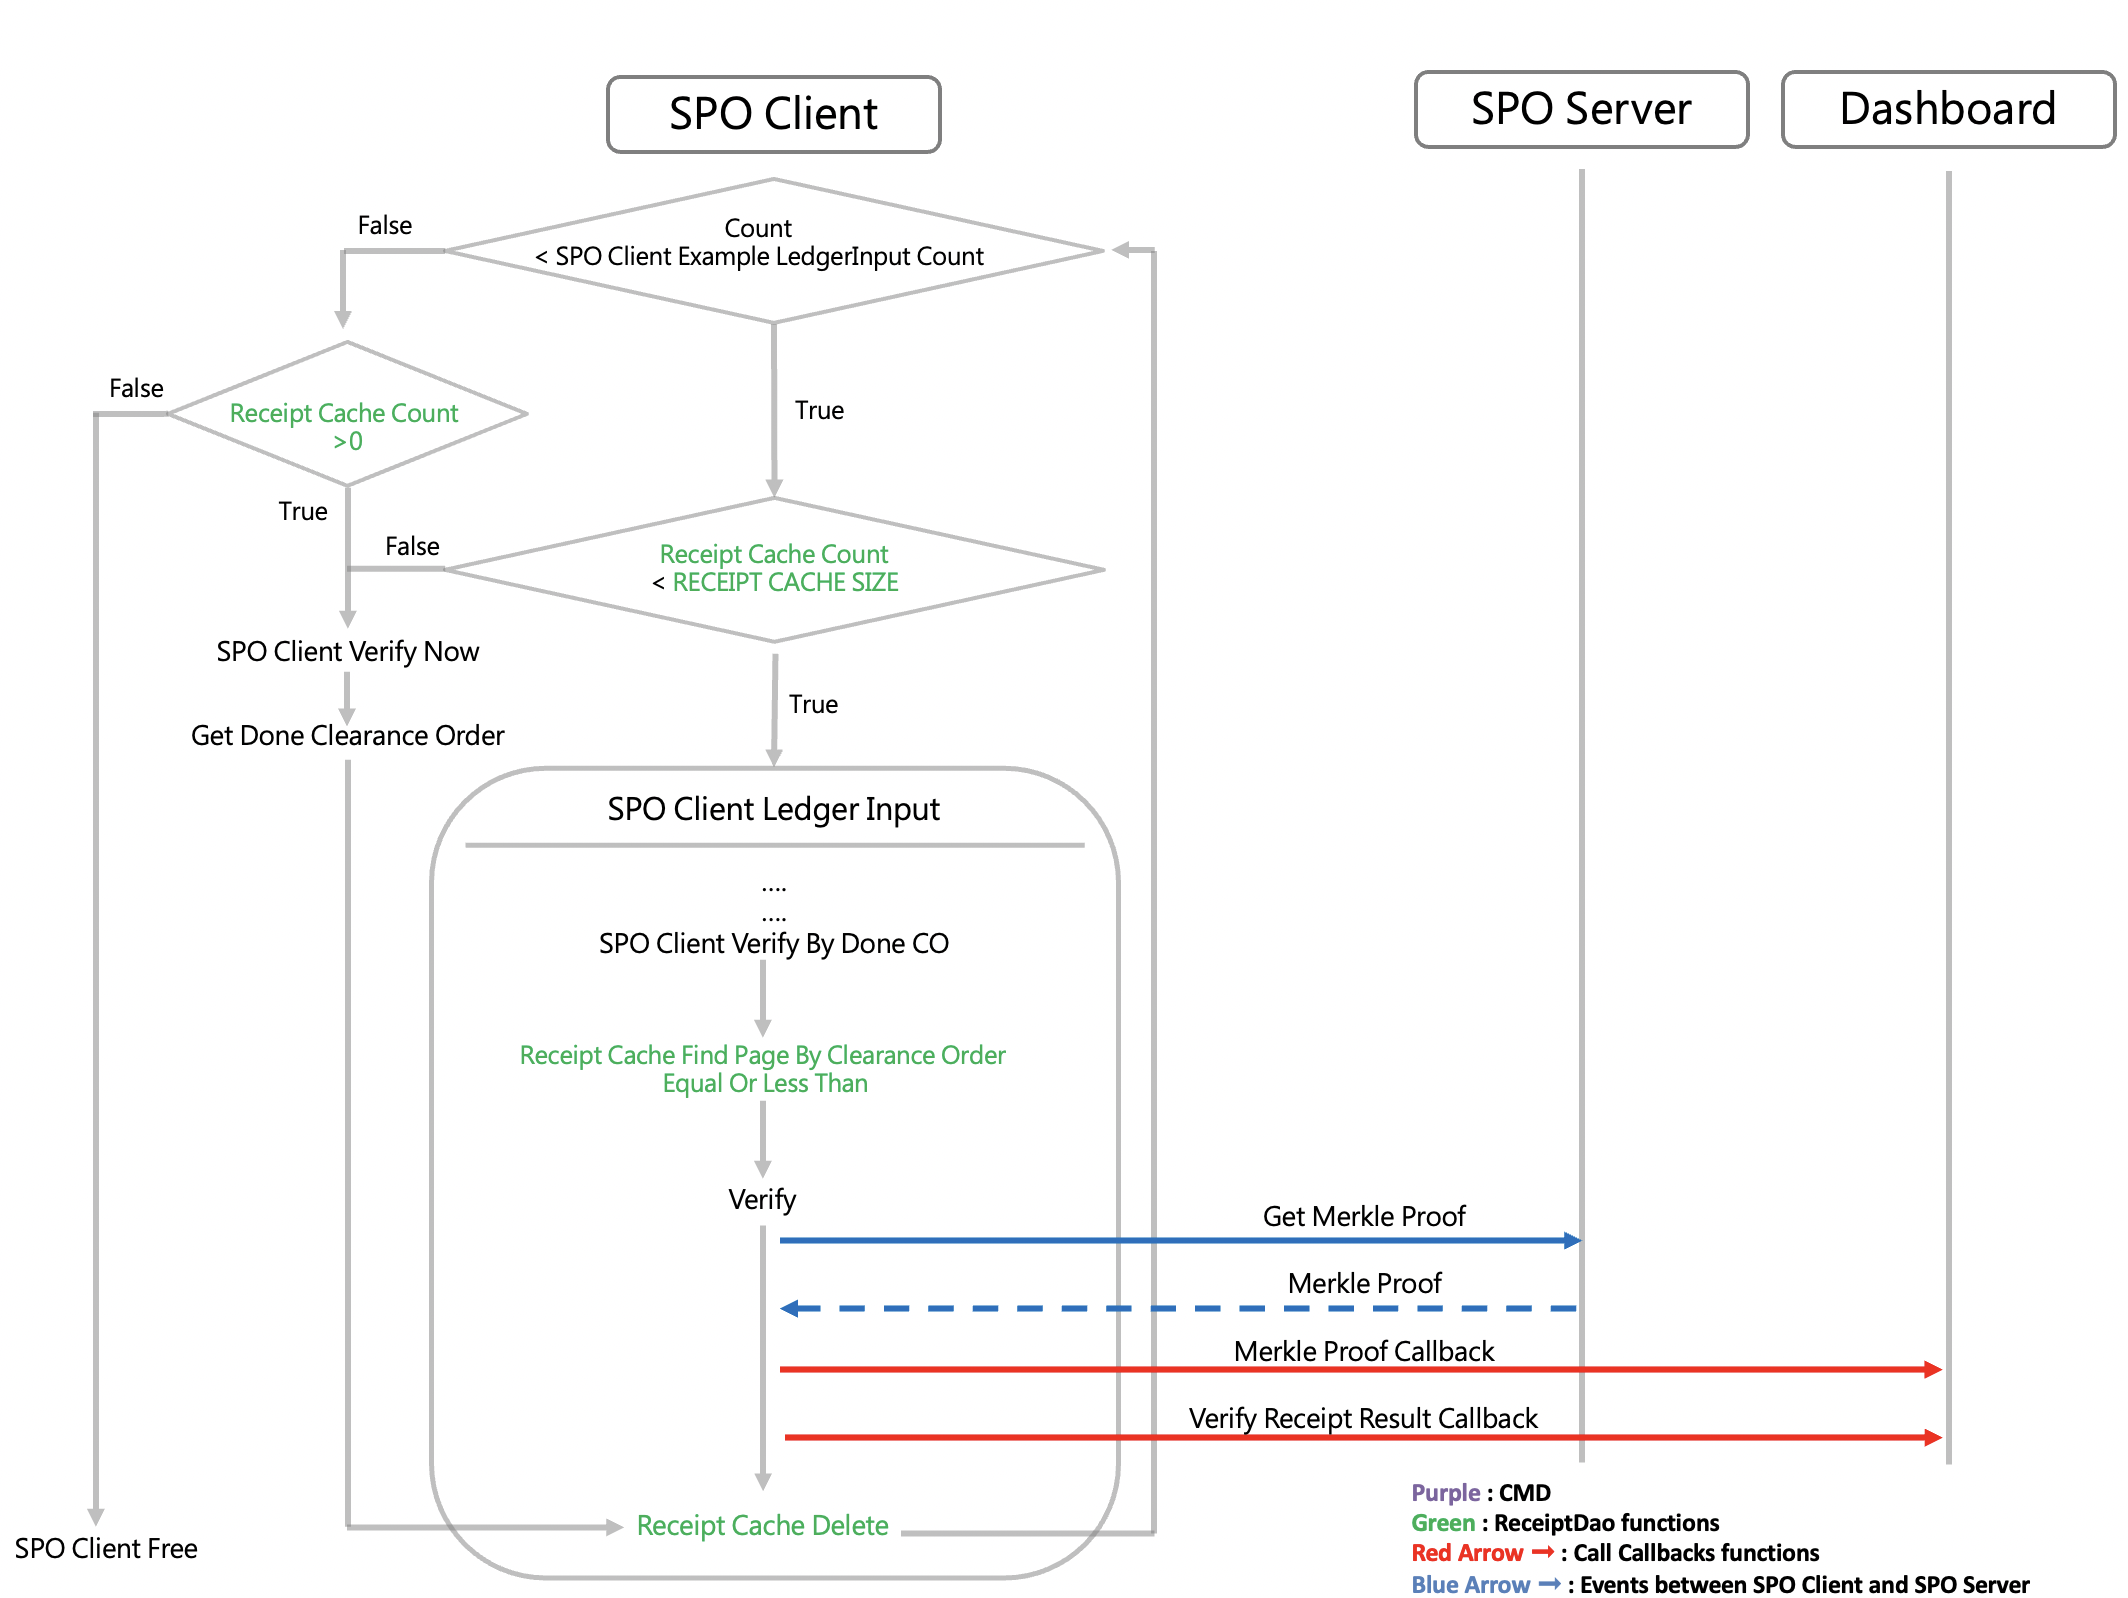 SPO Client
SPO Server
Dashboard
False
Count
< SPO Client Example LedgerInput Count
False
Receipt Cache Count
>0
True
True
False
Receipt Cache Count
< RECEIPT CACHE SIZE
SPO Client Verify Now
True
Get Done Clearance Order
SPO Client Ledger Input
....
....
SPO Client Verify By Done CO
Receipt Cache Find Page By Clearance Order
Equal Or Less Than
Verify
Get Merkle Proof
Merkle Proof
Merkle Proof Callback
Verify Receipt Result Callback
Receipt Cache Delete
SPO Client Free
Purple : CMD
Green : ReceiptDao functions
Red Arrow → : Call Callbacks functions
Blue Arrow → : Events between SPO Client and SPO Server